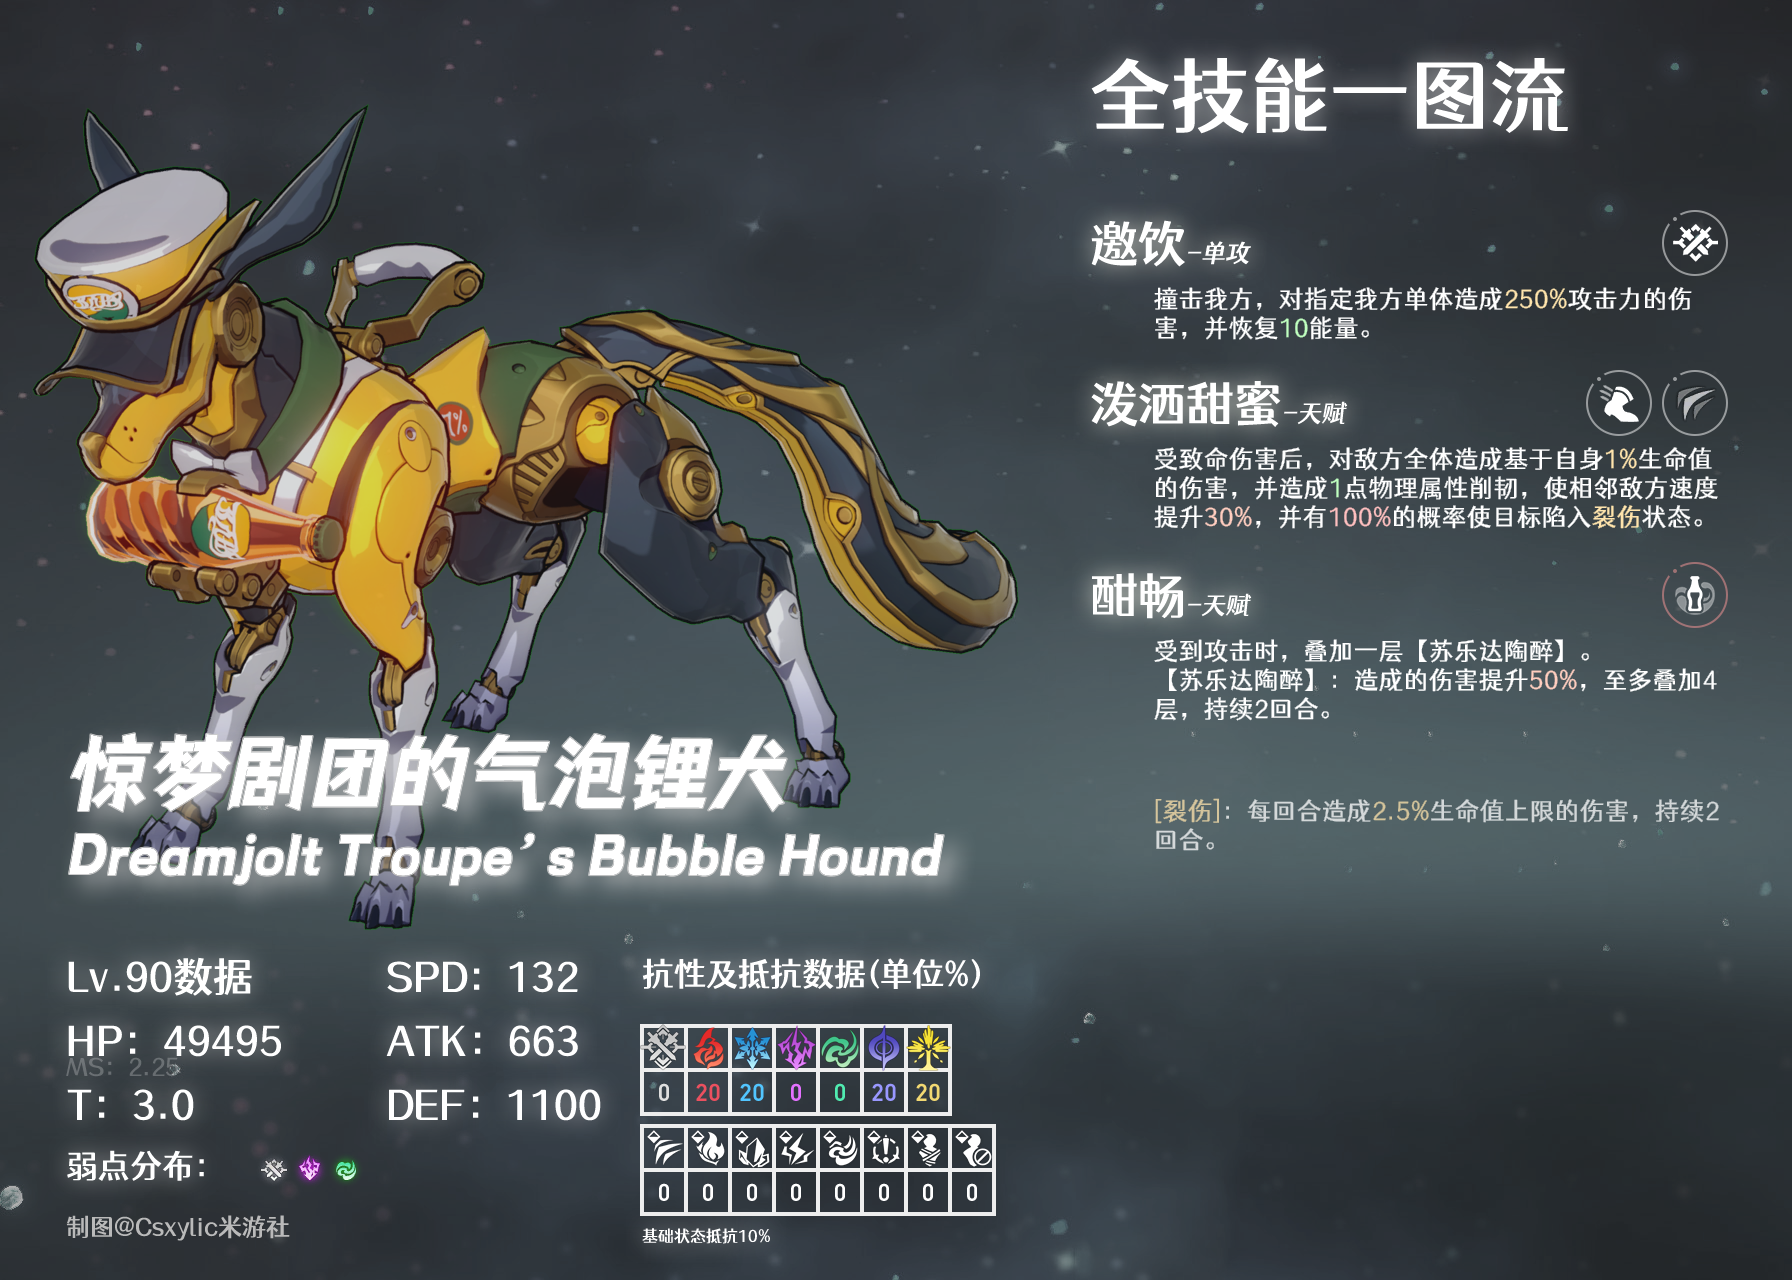 全技能一图流
邀饮-单攻
撞击我方，对指定我方单体造成250%攻击力的伤
害，并恢复10能量。
泼洒甜蜜-天赋
受致命伤害后，对敌方全体造成基于自身1%生命值
的伤害，并造成1点物理属性削韧，使相邻敌方速度
提升30%，并有100%的概率使目标陷入裂伤状态。
酣畅-天赋
受到攻击时，叠加一层【苏乐达陶醉】。
【苏乐达陶醉】：造成的伤害提升50%，至多叠加4
层，持续2回合。
[裂伤]：每回合造成2.5%生命值上限的伤害，持续2
回合。
1%
惊梦剧团的气泡锂犬
Dreamjolt Troupe’s Bubble Hound
Lv.90数据
SPD：132
HP：49495
ATK：663
MS：2.25
T：3.0
DEF：1100
弱点分布：
制图@Csxylic米游社
抗性及抵抗数据(单位%)
0 20 20 0 0 20 20
0 0 0 0 0 0 0 0
基础状态抵抗10%